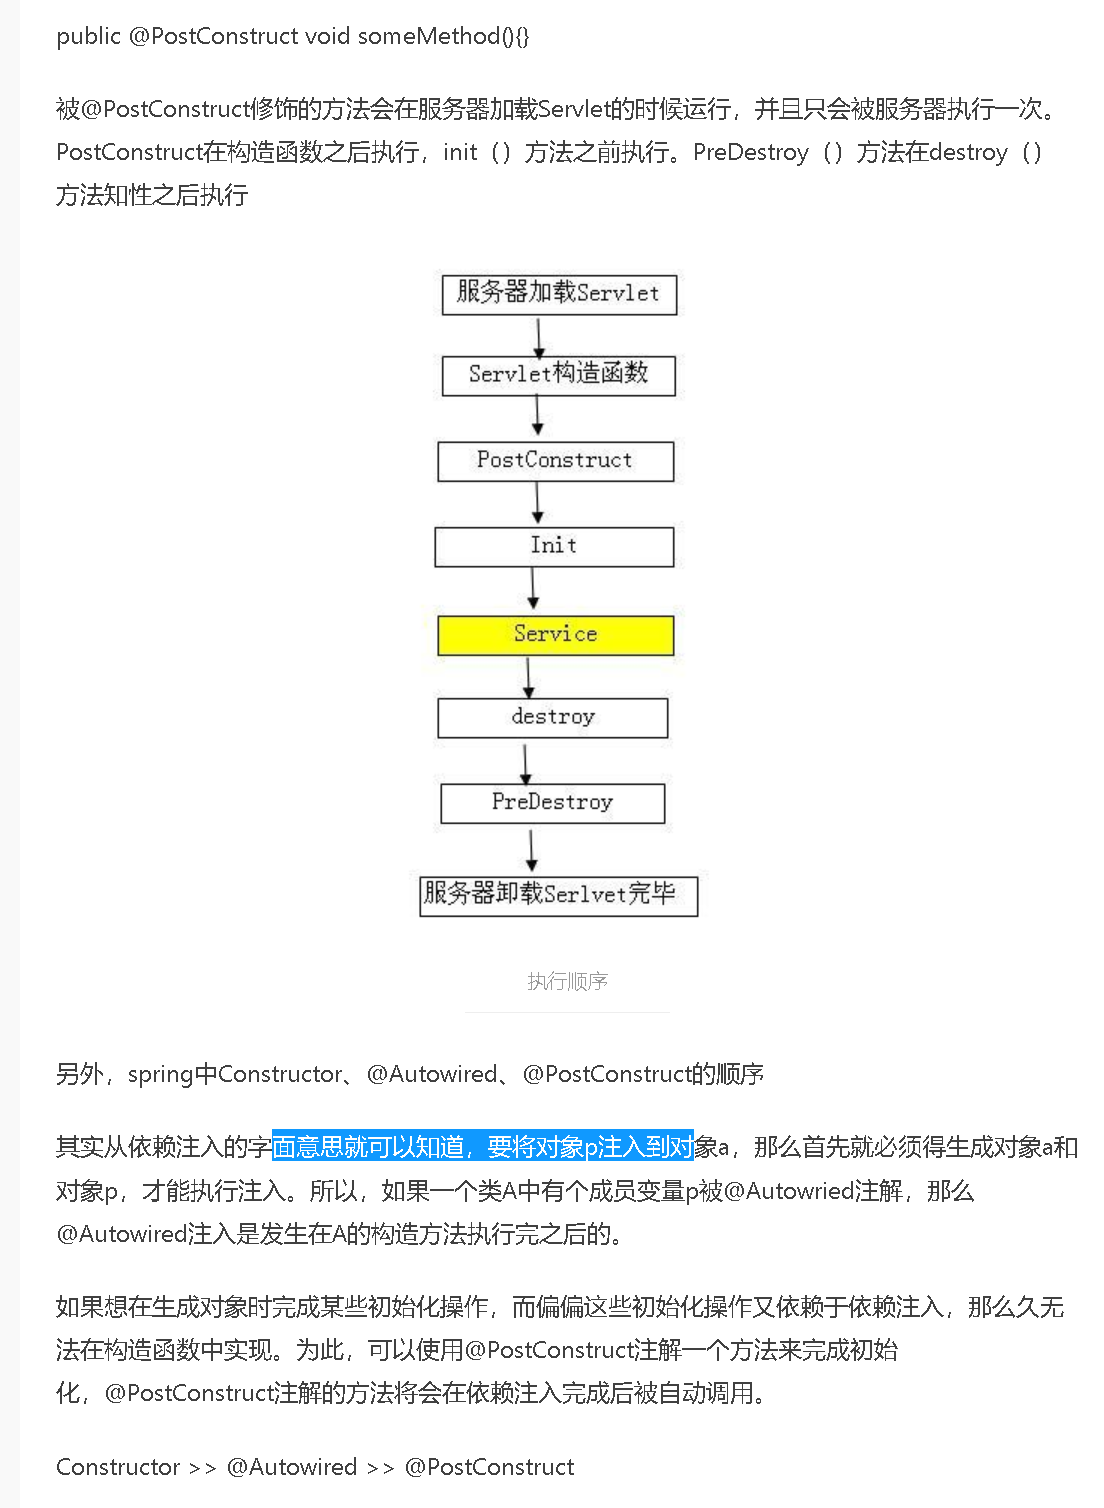 public @PostConstruct void someMethod(){}
被@PostConstruct修饰的方法会在服务器加载Servlet的时候运行，并且只会被服务器执行一次。
PostConstruct在构造函数之后执行，init（）方法之前执行。PreDestroy（）方法在destroy（）
方法知性之后执行
服务器加载Servlet
Servlet构造函数
PostConstruct
Init
Service
destroy
PreDestroy
服务器卸载Serlvet完毕
执行顺序
另外，spring中Constructor、@Autowired、@PostConstruct的顺序
其实从依赖注入的字面意思就可以知道，要将对象p注入到对象a，那么首先就必须得生成对象a和
对象p，才能执行注入。所以，如果一个类A中有个成员变量p被@Autowried注解，那么
@Autowired注入是发生在A的构造方法执行完之后的。
如果想在生成对象时完成某些初始化操作，而偏偏这些初始化操作又依赖于依赖注入，那么久无
法在构造函数中实现。为此，可以使用@PostConstruct注解一个方法来完成初始
化，@PostConstruct注解的方法将会在依赖注入完成后被自动调用。
Constructor >> @Autowired >> @PostConstruct